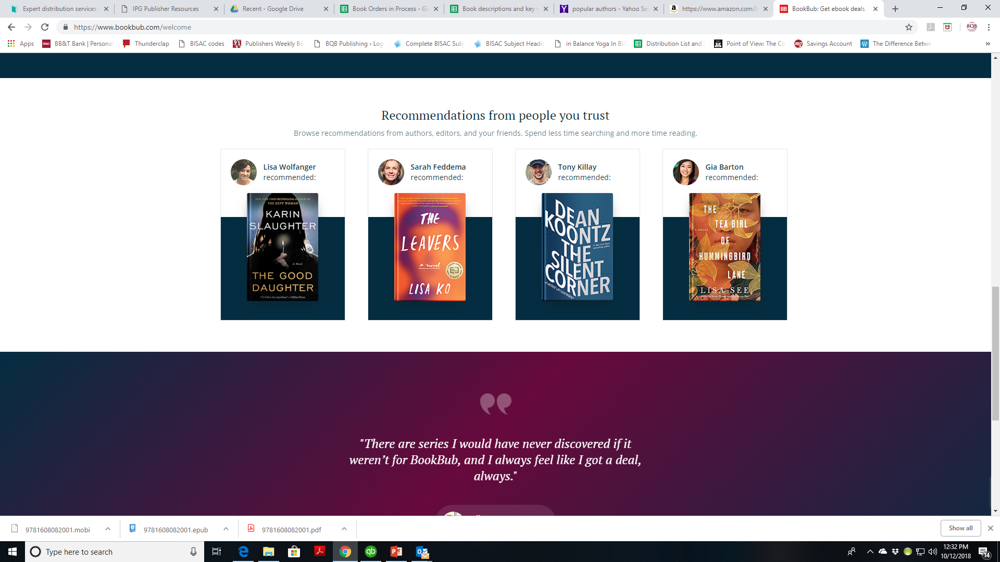 Expert distribution services
IPG Publisher Resources
Recent - Google Drive
Book Orders in Process - Go
Book descriptions and key
popular authors - Yahoo Se
https://www.amazon.com/J
BB BookBub: Get ebook deals,
https://www.bookbub.com/welcome
BQB
Apps
BB&T Bank | Persona
Thunderclap
BISAC codes
Publishers Weekly Bo
BQB Publishing › Log
Complete BISAC Subj
BISAC Subject Headin
in Balance Yoga In Bl
Distribution List and
Point of View: The Co
Savings Account
The Difference Betwe
Recommendations from people you trust
Browse recommendations from authors, editors, and your friends. Spend less time searching and more time reading.
Lisa Wolfanger
recommended:
NEW YORK TIMES BESTSELLING AUTHOR OF
THE KEPT WOMAN
KARIN
SLAUGHTER
A Novel
THE GOOD
DAUGHTER
"I'd follow her anywhere."—Gillian Flynn
Sarah Feddema
recommended:
THE
LEAVERS
a novel
WINNER
LISA KO
Tony Killay
recommended:
DEAN
KOONTZ
#1 New York Times
bestselling author
THE
SILENT
CORNER
A NOVEL OF SUSPENSE
Gia Barton
recommended:
THE
TEA GIRL
A NOVEL
OF
HUMMINGBIRD
LANE
LISA SEE
Author of Snow Flower and the Secret Fan
"There are series I would have never discovered if it
weren’t for BookBub, and I always feel like I got a deal,
always."
9781608082001.mobi
9781608082001.epub
9781608082001.pdf
Show all
Type here to search
12:32 PM
10/12/2018
14